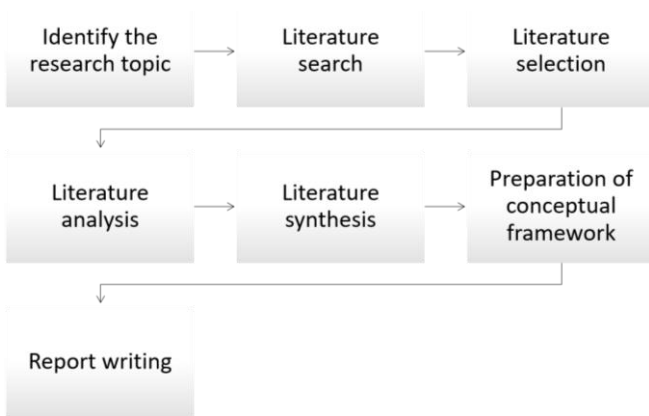 Identify the
research topic
Literature
search
Literature
selection
Literature
analysis
Literature
synthesis
Preparation of
conceptual
framework
Report writing